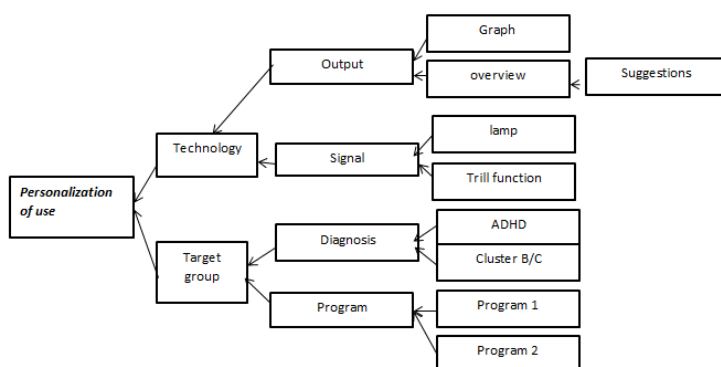 Graph
Output
overview
Suggestions
lamp
Technology
Signal
Trill function
Personalization
of use
ADHD
Diagnosis
Target
group
Cluster B/C
Program
Program 1
Program 2